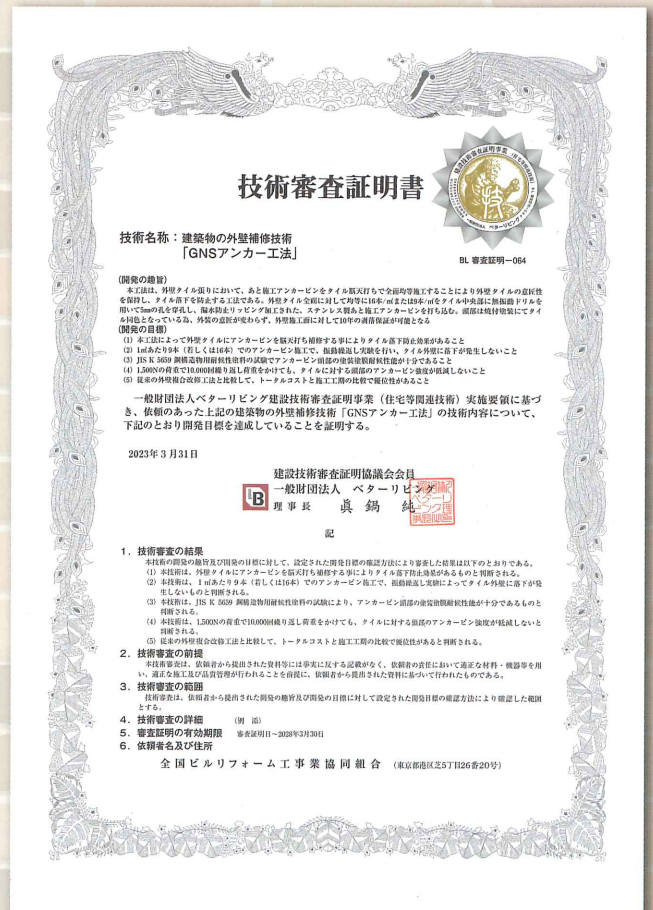 技術審査証明書
BL 審査証明－064
技術名称：建築物の外壁補修技術
「GNSアンカー工法」
(開発の趣旨)
本工法は、外壁タイル張りにおいて、あと施工アンカーピンをタイル脳天打ちで全面均等施工することにより外壁タイルの意匠性
を保持し、タイル落下を防止する工法である。外壁タイル全面に対して均等に16本/㎡または9本/㎡をタイル中央部に無振動ドリルを
用いて5㎜の孔を穿孔し、漏水防止リッピング加工された、ステンレス製あと施工アンカーピンを打ち込む。頭部は焼付塗装にてタイ
ル同色となっている為、外装の意匠が変わらず、外壁施工面に対して10年の剥落保証が可能となる
(開発の目標)
(1) 本工法によって外壁タイルにアンカーピンを脳天打ち補修する事によりタイル落下防止効果があること
(2) 1㎡あたり9本（若しくは16本）でのアンカーピン施工で、振動繰返し実験を行い、タイル外壁に落下が発生しないこと
(3) JIS K 5659 鋼構造物用耐候性塗料の試験でアンカーピン頭部の塗装塗膜耐候性能が十分であること
(4) 1,500Nの荷重で10,000回繰り返し荷重をかけても、タイルに対する頭部のアンカーピン強度が低減しないこと
(5) 従来の外壁複合改修工法と比較して、トータルコストと施工工期の比較で優位性があること
一般財団法人ベターリビング建設技術審査証明事業（住宅等関連技術）実施要領に基づ
き、依頼のあった上記の建築物の外壁補修技術「GNSアンカー工法」の技術内容について、
下記のとおり開発目標を達成していることを証明する。
2023年３月31日
建設技術審査証明協議会会員
一般財団法人　ベターリビング
理事長　眞鍋　純
記
1．技術審査の結果
本技術の開発の趣旨及び開発の目標に対して、設定された開発目標の確認方法により審査した結果は以下のとおりである。
(1) 本技術は、外壁タイルにアンカーピンを脳天打ち補修する事によりタイル落下防止効果があるものと判断される。
(2) 本技術は、１㎡あたり９本（若しくは16本）でのアンカーピン施工で、振動繰返し実験によってタイル外壁に落下が発
生しないものと判断される。
(3) 本技術は、JIS K 5659 鋼構造物用耐候性塗料の試験により、アンカーピン頭部の塗装塗膜耐候性能が十分であるものと
判断される。
(4) 本技術は、1,500Nの荷重で10,000回繰り返し荷重をかけても、タイルに対する頭部のアンカーピン強度が低減しないと
判断される。
(5) 従来の外壁複合改修工法と比較して、トータルコストと施工工期の比較で優位性があると判断される。
2．技術審査の前提
本技術審査は、依頼者から提出された資料等には事実に反する記載がなく、依頼者の責任において適正な材料・機器等を用
い、適正な施工及び品質管理が行われることを前提に、依頼者から提出された資料に基づいて行われたものである。
3．技術審査の範囲
技術審査は、依頼者から提出された開発の趣旨及び開発の目標に対して設定された開発目標の確認方法により確認した範囲
とする。
4．技術審査の詳細　（別　添）
5．審査証明の有効期限　審査証明日～2028年3月30日
6．依頼者名及び住所
全国ビルリフォーム工事業協同組合　（東京都港区芝5丁目26番20号）